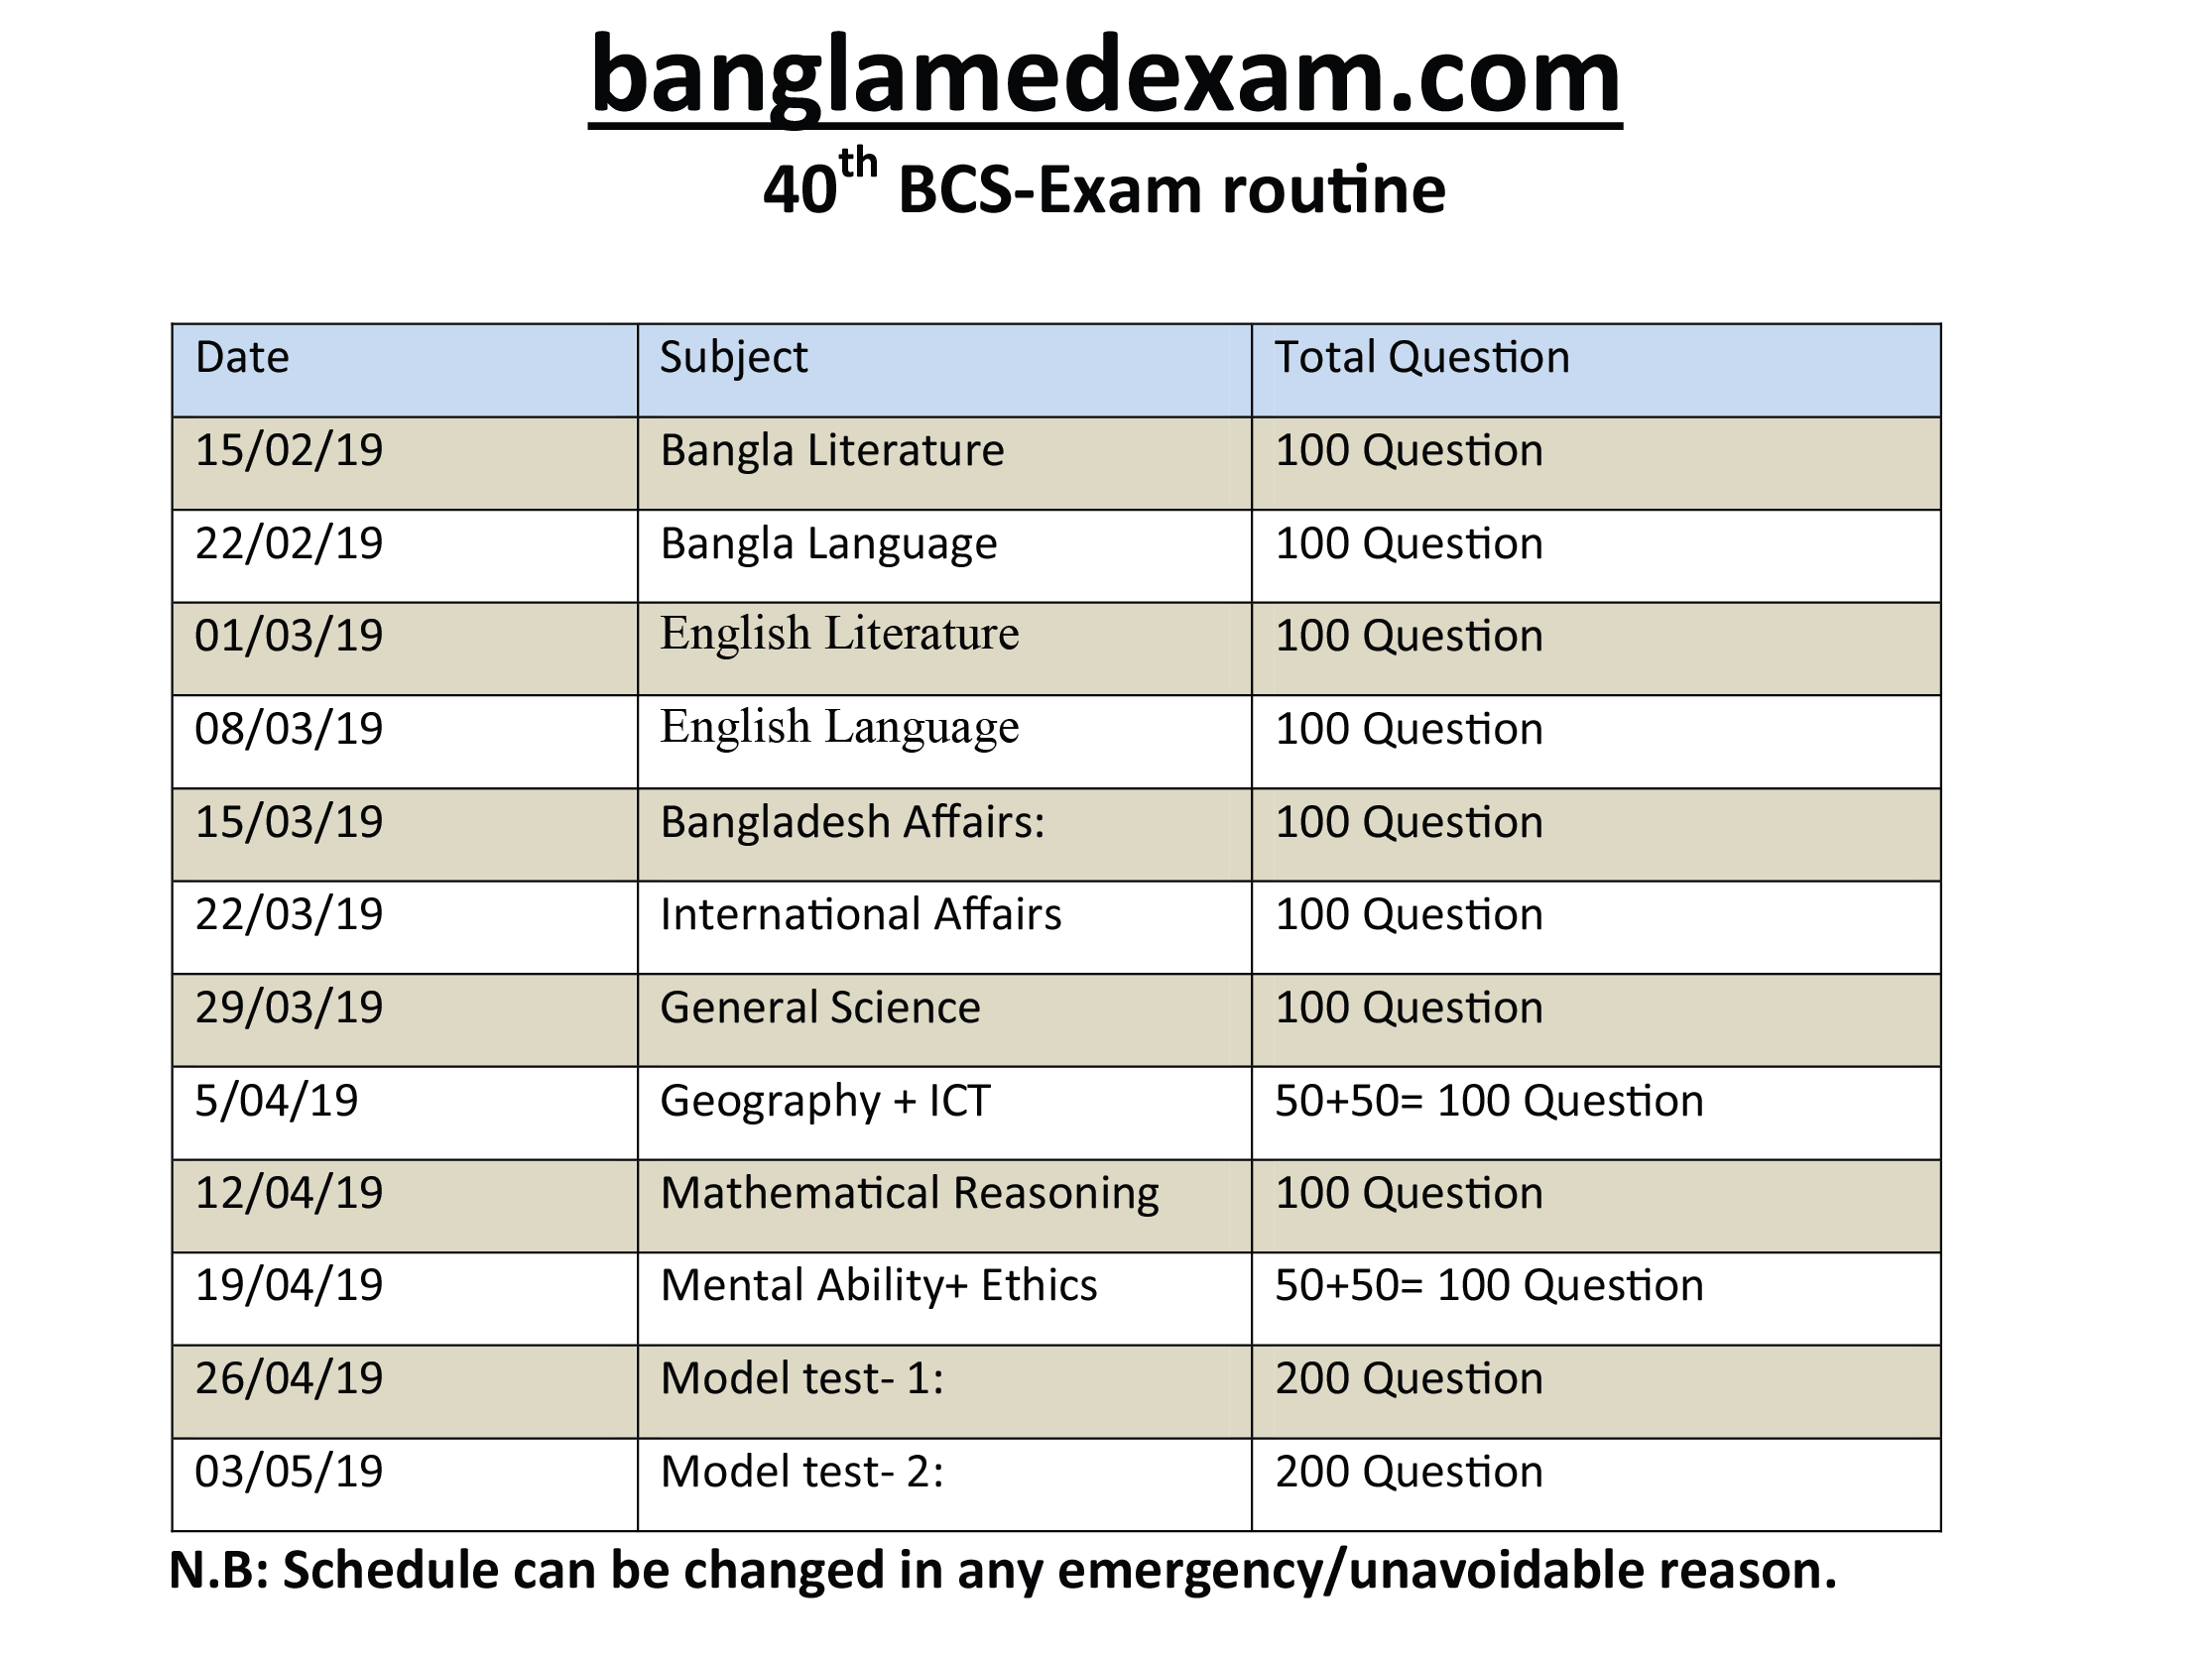 banglamedexam.com
40th BCS-Exam routine
Date Subject Total Question
15/02/19 Bangla Literature 100 Question
22/02/19 Bangla Language 100 Question
01/03/19 English Literature 100 Question
08/03/19 English Language 100 Question
15/03/19 Bangladesh Affairs: 100 Question
22/03/19 International Affairs 100 Question
29/03/19 General Science 100 Question
5/04/19 Geography + ICT 50+50= 100 Question
12/04/19 Mathematical Reasoning 100 Question
19/04/19 Mental Ability+ Ethics 50+50= 100 Question
26/04/19 Model test- 1: 200 Question
03/05/19 Model test- 2: 200 Question
N.B: Schedule can be changed in any emergency/unavoidable reason.